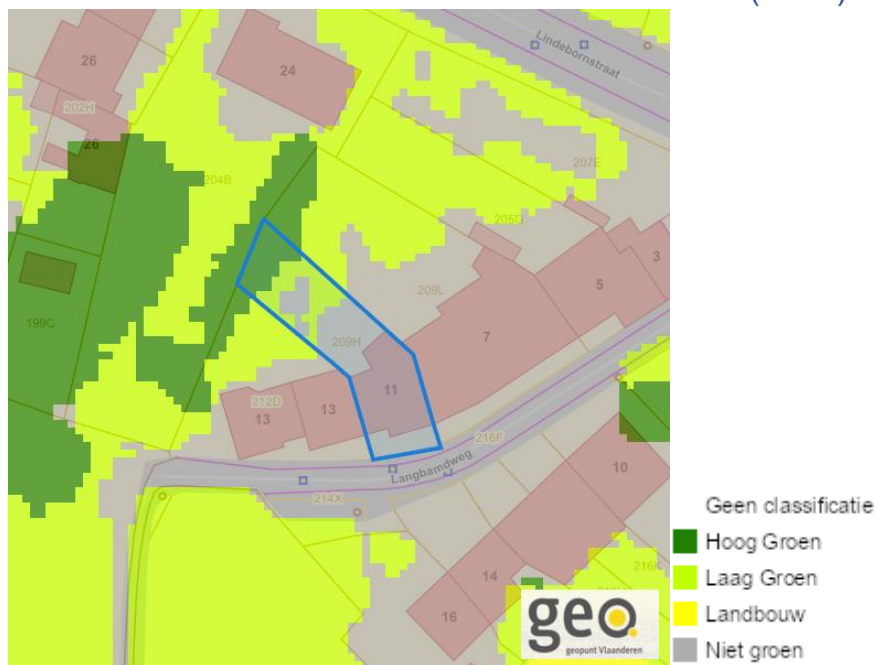 26
24
Lindebornstraat
202H
26
204B
207E
205G
3
199C
209L
5
209H
7
11
212D
13
13
216F
Langbamdweg
10
214X
14
216K
16
geo.
geopunt Vlaanderen
Geen classificatie
Hoog Groen
Laag Groen
Landbouw
Niet groen